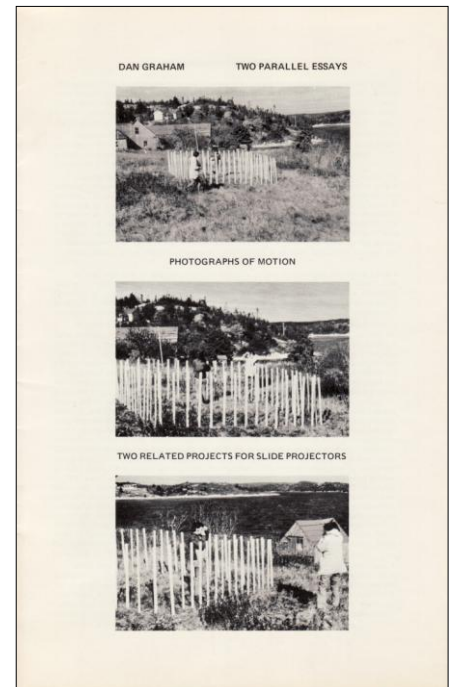 DAN GRAHAM TWO PARALLEL ESSAYS
PHOTOGRAPHS OF MOTION
TWO RELATED PROJECTS FOR SLIDE PROJECTORS